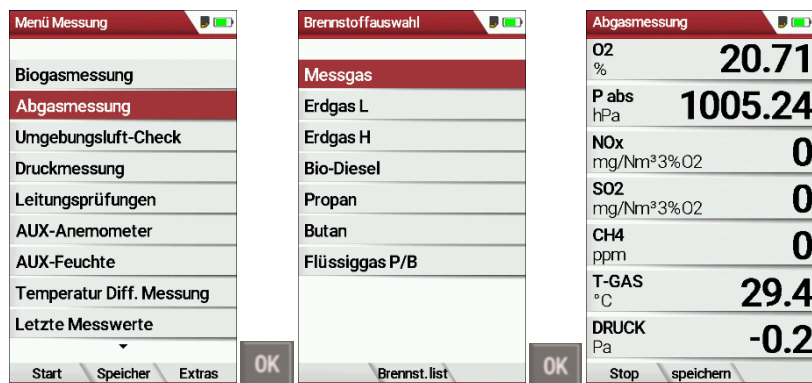 Menü Messung
Biogasmessung
Abgasmessung
Umgebungsluft-Check
Druckmessung
Leitungsprüfungen
AUX-Anemometer
AUX-Feuchte
Temperatur Diff. Messung
Letzte Messwerte
Start Speicher Extras
OK
Brennstoffauswahl
Messgas
Erdgas L
Erdgas H
Bio-Diesel
Propan
Butan
Flüssiggas P/B
Brennst.list
OK
Abgasmessung
O2
% 20.71
P abs
hPa 1005.24
NOx
mg/Nm³3%O2 0
SO2
mg/Nm³3%O2 0
CH4
ppm 0
T-GAS
°C 29.4
DRUCK
Pa -0.2
Stop speichern